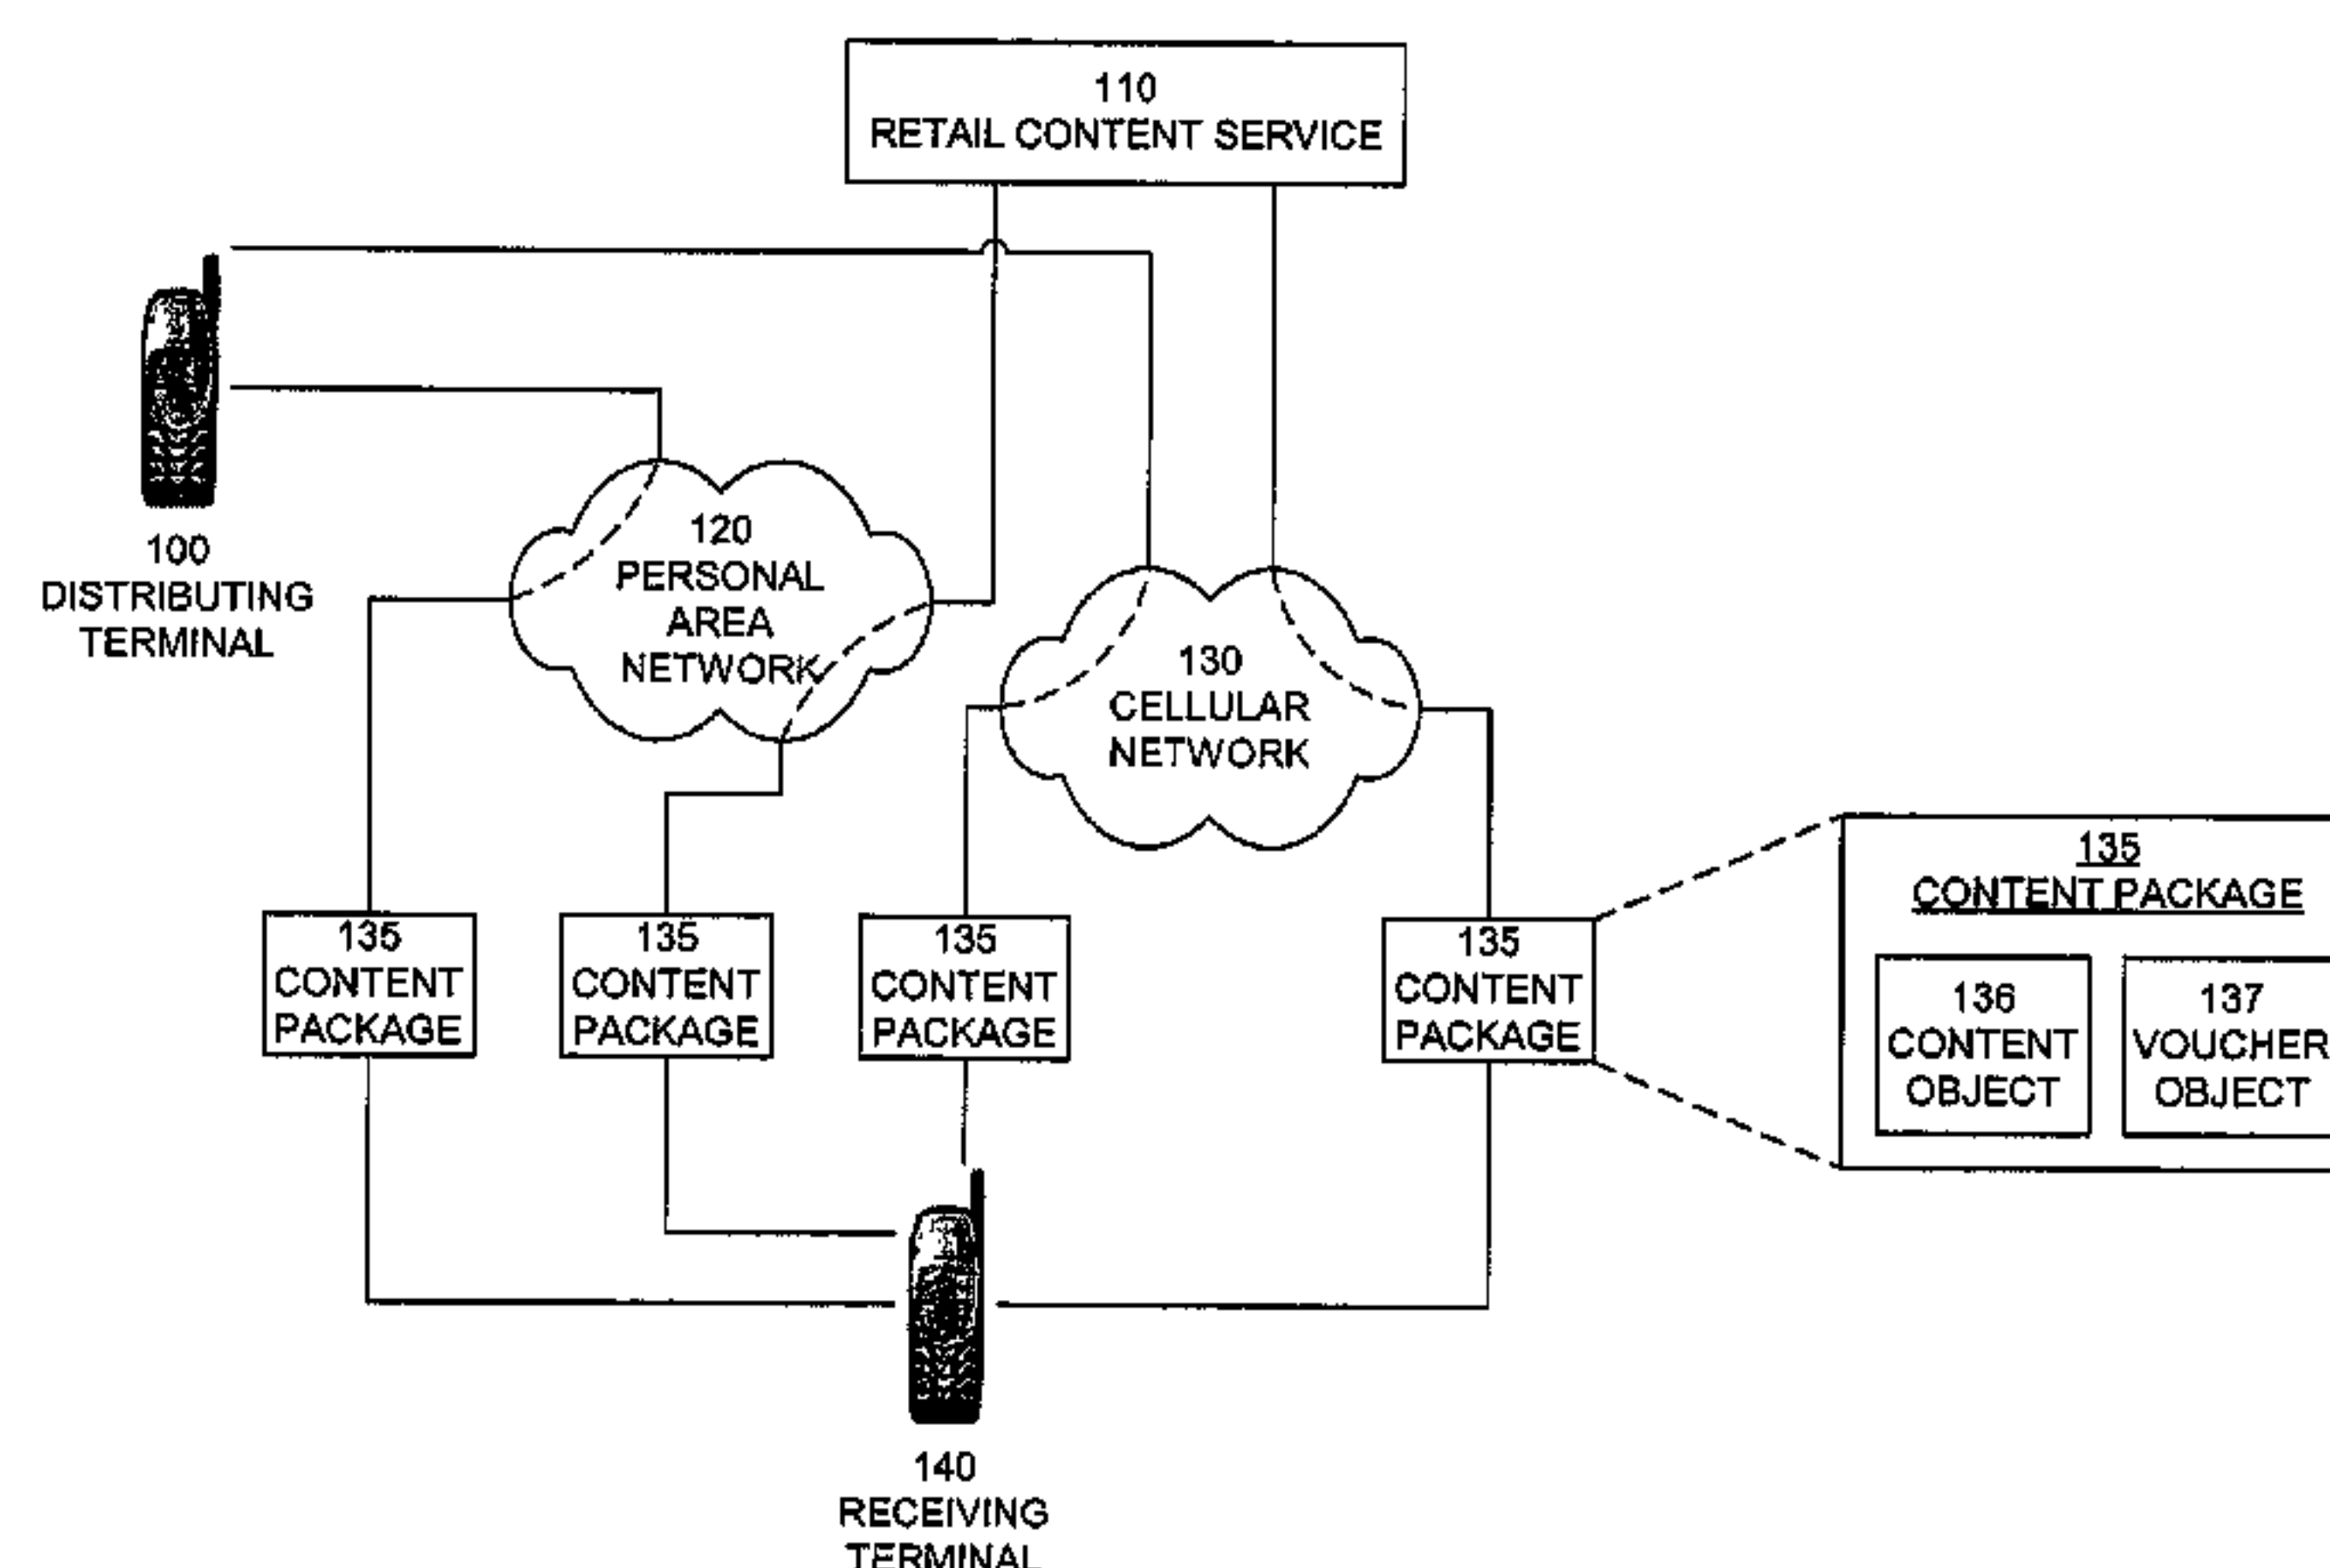 110
RETAIL CONTENT SERVICE
100
DISTRIBUTING
TERMINAL
120
PERSONAL
AREA
NETWORK
130
CELLULAR
NETWORK
135
CONTENT
PACKAGE
135
CONTENT
PACKAGE
135
CONTENT
PACKAGE
135
CONTENT
PACKAGE
135
CONTENT PACKAGE
136
CONTENT
OBJECT
137
VOUCHER
OBJECT
140
RECEIVING
TERMINAL